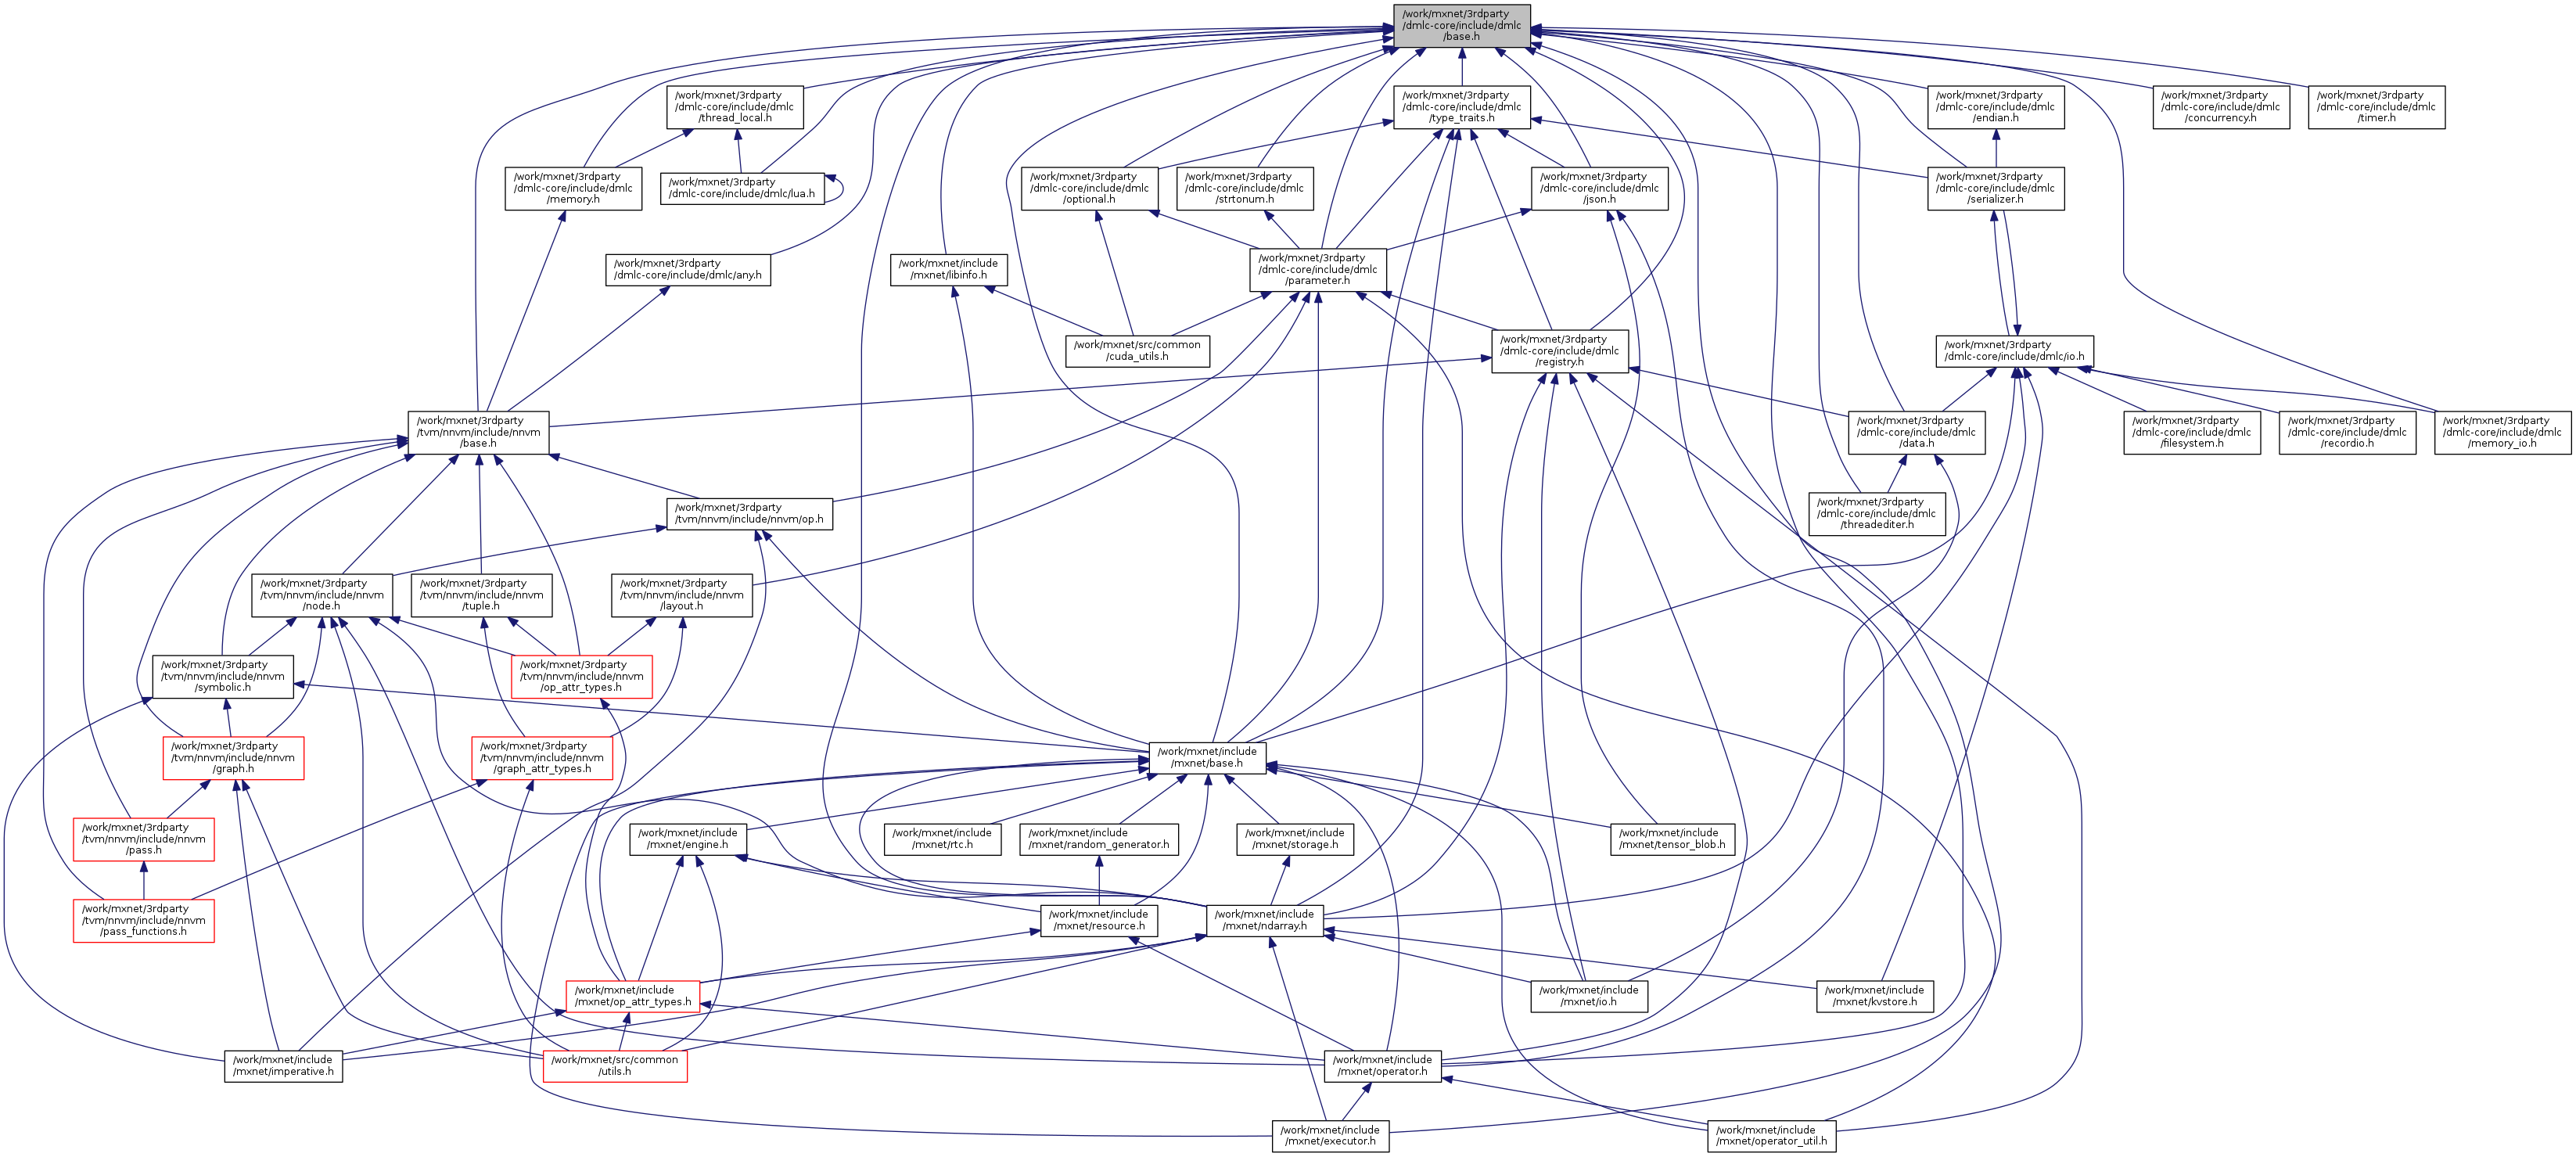 /work/mxnet/3rdparty
/dmlc-core/include/dmlc
/base.h
/work/mxnet/3rdparty
/dmlc-core/include/dmlc
/thread_local.h
/work/mxnet/3rdparty
/dmlc-core/include/dmlc
/type_traits.h
/work/mxnet/3rdparty
/dmlc-core/include/dmlc
/endian.h
/work/mxnet/3rdparty
/dmlc-core/include/dmlc
/concurrency.h
/work/mxnet/3rdparty
/dmlc-core/include/dmlc
/timer.h
/work/mxnet/3rdparty
/dmlc-core/include/dmlc
/memory.h
/work/mxnet/3rdparty
/dmlc-core/include/dmlc/lua.h
/work/mxnet/3rdparty
/dmlc-core/include/dmlc
/optional.h
/work/mxnet/3rdparty
/dmlc-core/include/dmlc
/strtonum.h
/work/mxnet/3rdparty
/dmlc-core/include/dmlc
/json.h
/work/mxnet/3rdparty
/dmlc-core/include/dmlc
/serializer.h
/work/mxnet/3rdparty
/dmlc-core/include/dmlc/any.h
/work/mxnet/include
/mxnet/libinfo.h
/work/mxnet/3rdparty
/dmlc-core/include/dmlc
/parameter.h
/work/mxnet/src/common
/cuda_utils.h
/work/mxnet/3rdparty
/dmlc-core/include/dmlc
/registry.h
/work/mxnet/3rdparty
/dmlc-core/include/dmlc/io.h
/work/mxnet/3rdparty
/tvm/nnvm/include/nnvm
/base.h
/work/mxnet/3rdparty
/dmlc-core/include/dmlc
/data.h
/work/mxnet/3rdparty
/dmlc-core/include/dmlc
/filesystem.h
/work/mxnet/3rdparty
/dmlc-core/include/dmlc
/recordio.h
/work/mxnet/3rdparty
/dmlc-core/include/dmlc
/memory_io.h
/work/mxnet/3rdparty
/tvm/nnvm/include/nnvm/op.h
/work/mxnet/3rdparty
/dmlc-core/include/dmlc
/threadediter.h
/work/mxnet/3rdparty
/tvm/nnvm/include/nnvm
/node.h
/work/mxnet/3rdparty
/tvm/nnvm/include/nnvm
/tuple.h
/work/mxnet/3rdparty
/tvm/nnvm/include/nnvm
/layout.h
/work/mxnet/3rdparty
/tvm/nnvm/include/nnvm
/symbolic.h
/work/mxnet/3rdparty
/tvm/nnvm/include/nnvm
/op_attr_types.h
/work/mxnet/3rdparty
/tvm/nnvm/include/nnvm
/graph.h
/work/mxnet/3rdparty
/tvm/nnvm/include/nnvm
/graph_attr_types.h
/work/mxnet/include
/mxnet/base.h
/work/mxnet/3rdparty
/tvm/nnvm/include/nnvm
/pass.h
/work/mxnet/include
/mxnet/engine.h
/work/mxnet/include
/mxnet/rtc.h
/work/mxnet/include
/mxnet/random_generator.h
/work/mxnet/include
/mxnet/storage.h
/work/mxnet/include
/mxnet/tensor_blob.h
/work/mxnet/3rdparty
/tvm/nnvm/include/nnvm
/pass_functions.h
/work/mxnet/include
/mxnet/resource.h
/work/mxnet/include
/mxnet/ndarray.h
/work/mxnet/include
/mxnet/op_attr_types.h
/work/mxnet/include
/mxnet/io.h
/work/mxnet/include
/mxnet/kvstore.h
/work/mxnet/include
/mxnet/imperative.h
/work/mxnet/src/common
/utils.h
/work/mxnet/include
/mxnet/operator.h
/work/mxnet/include
/mxnet/executor.h
/work/mxnet/include
/mxnet/operator_util.h